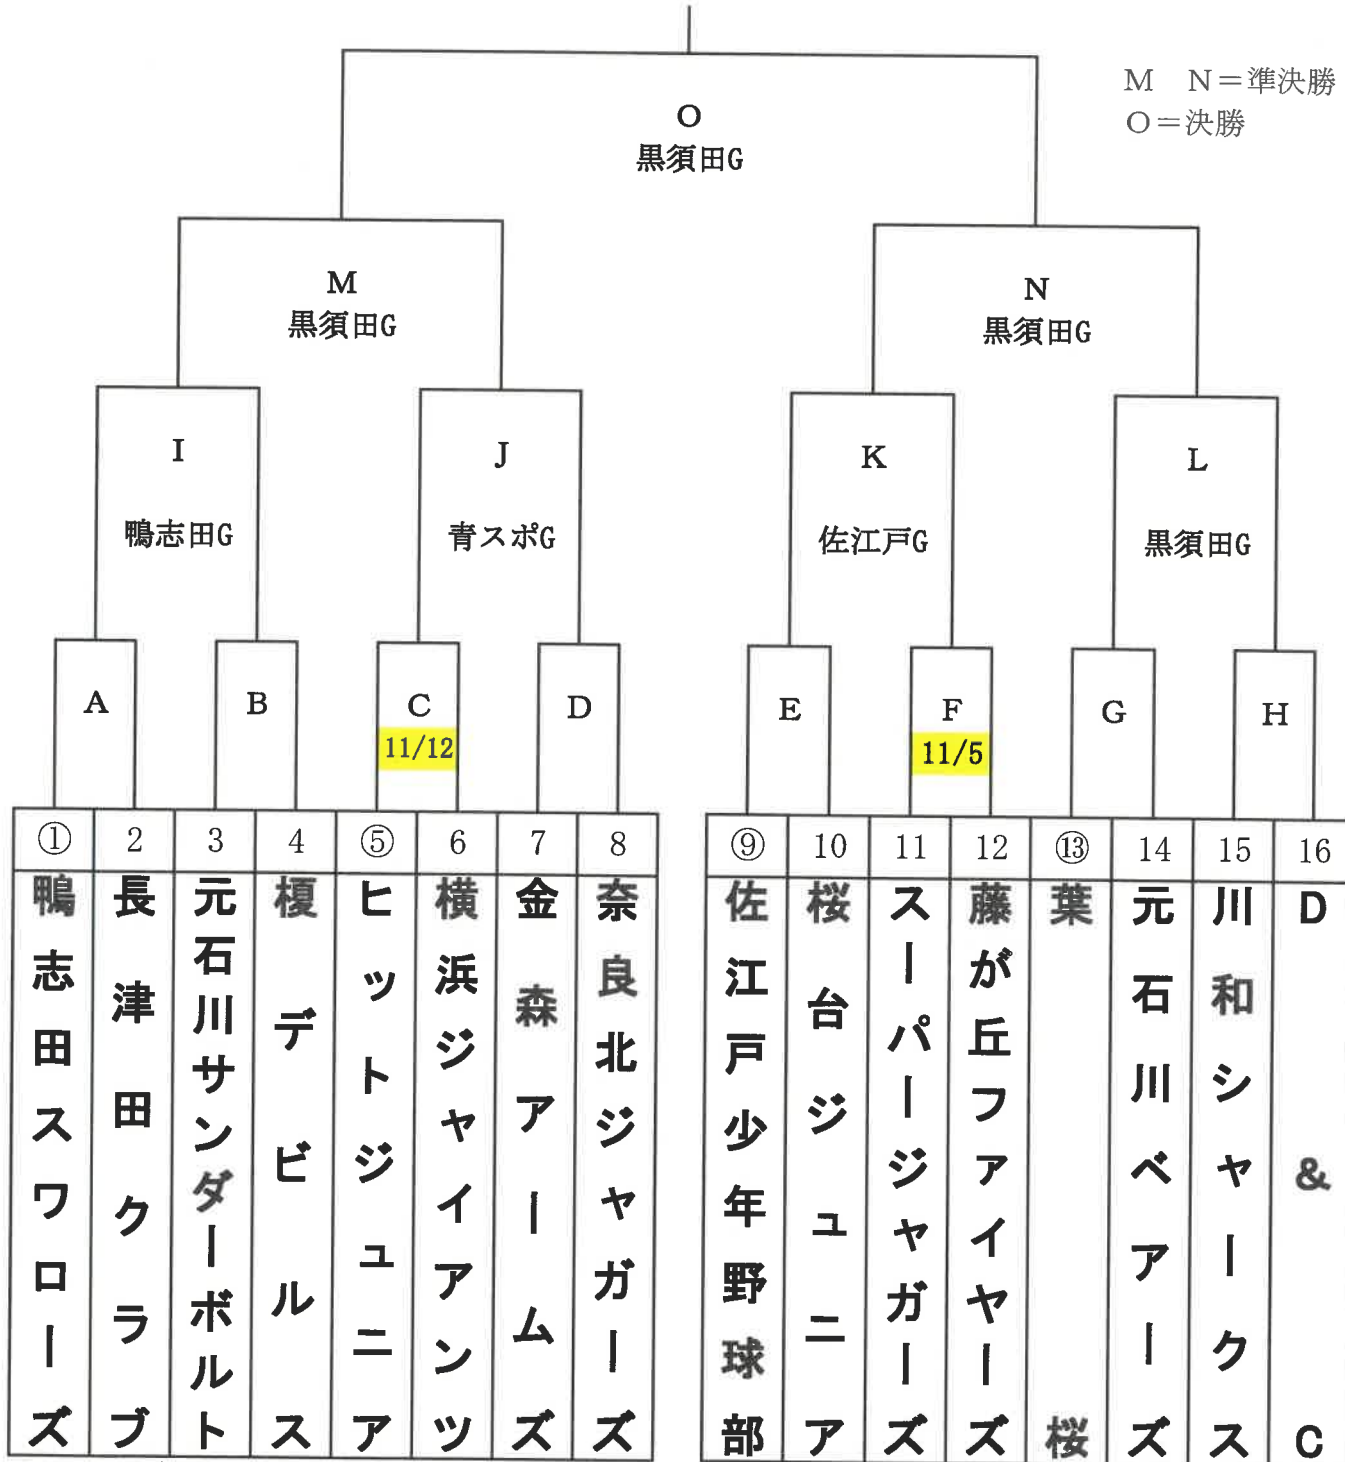 M N＝準決勝
O＝決勝
O
黒須田G
M
黒須田G
N
黒須田G
I
鴨志田G
J
青スポG
K
佐江戸G
L
黒須田G
A
B
C
11/12
D
E
F
11/5
G
H
① 2 3 4 ⑤ 6 7 8
⑨ 10 11 12 ⑬ 14 15 16
鴨志田スワローズ
長津田クラブ
元石川サンダーボルト
榎デビルス
ヒットジュニア
横浜ジャイアンツ
金森アームズ
奈良北ジャガーズ
佐江戸少年野球部
桜台ジュニア
スーパージャガーズ
藤が丘ファイヤーズ
葉桜
元石川ベアーズ
川和シャークス
D&C